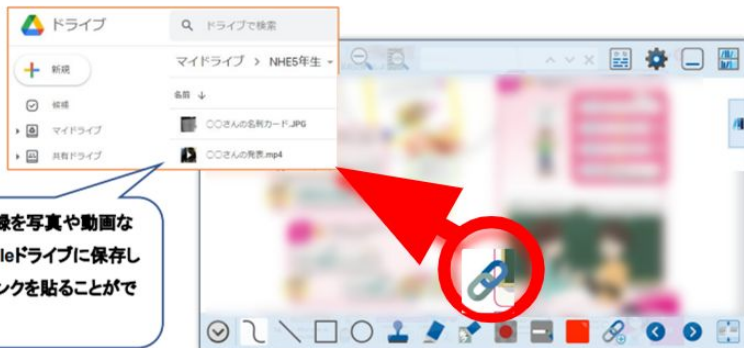 ドライブ
ドライブで検索
マイドライブ > NHE5年生
新規
名前 ↓
候補
〇〇さんの名刺カード.JPG
マイドライブ
共有ドライブ
〇〇さんの発表.mp4
録を写真や動画な
leドライブに保存し
ンクを貼ることがで